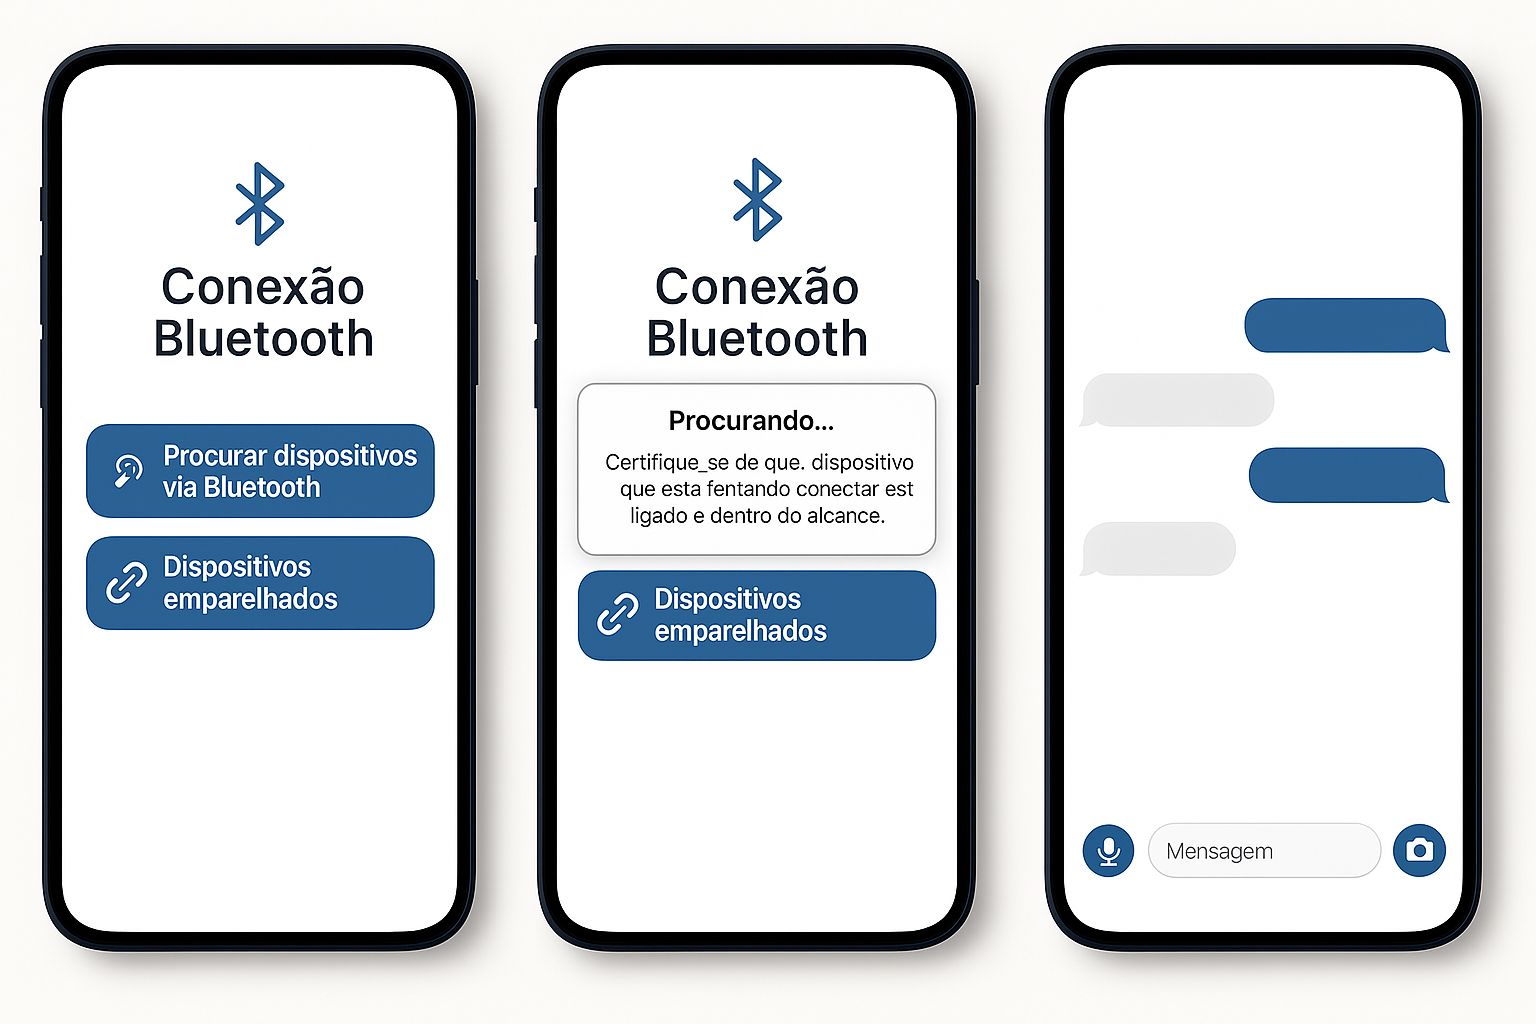 Conexão
Bluetooth
Procurar dispositivos
via Bluetooth
Dispositivos
emparelhados
Conexão
Bluetooth
Procurando...
Certifique_se de que. dispositivo
que esta fentando conectar est
ligado e dentro do alcance.
Dispositivos
emparelhados
Mensagem